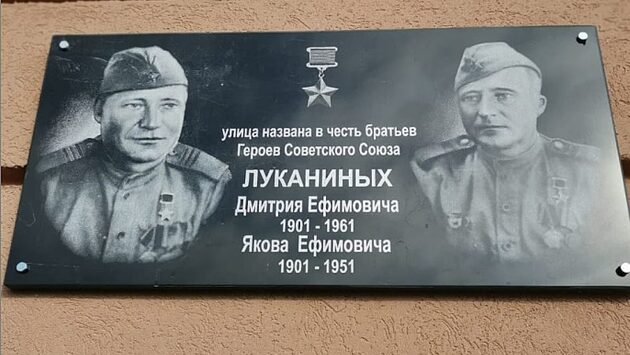 улица названа в честь братьев
Героев Советского Союза
ЛУКАНИНЫХ
Дмитрия Ефимовича
1901 - 1961
Якова Ефимовича
1901 - 1951